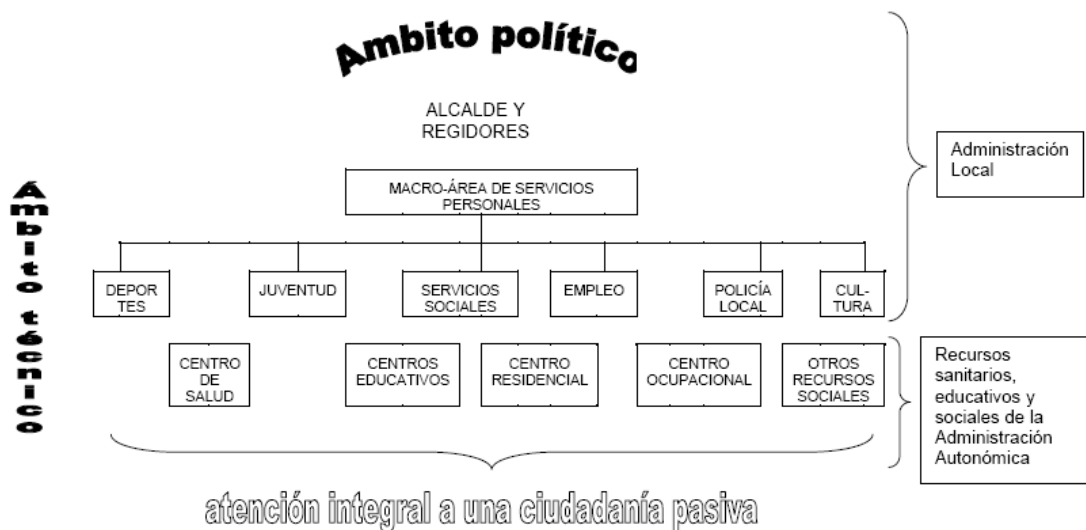 Ambito político
ALCALDE Y
REGIDORES
Administración
Local
MACRO-ÁREA DE SERVICIOS
PERSONALES
Ámbito técnico
DEPOR
TES
JUVENTUD
SERVICIOS
SOCIALES
EMPLEO
POLICÍA
LOCAL
CUL-
TURA
CENTRO
DE
SALUD
CENTROS
EDUCATIVOS
CENTRO
RESIDENCIAL
CENTRO
OCUPACIONAL
OTROS
RECURSOS
SOCIALES
Recursos
sanitarios,
educativos y
sociales de la
Administración
Autonómica
atención integral a una ciudadanía pasiva